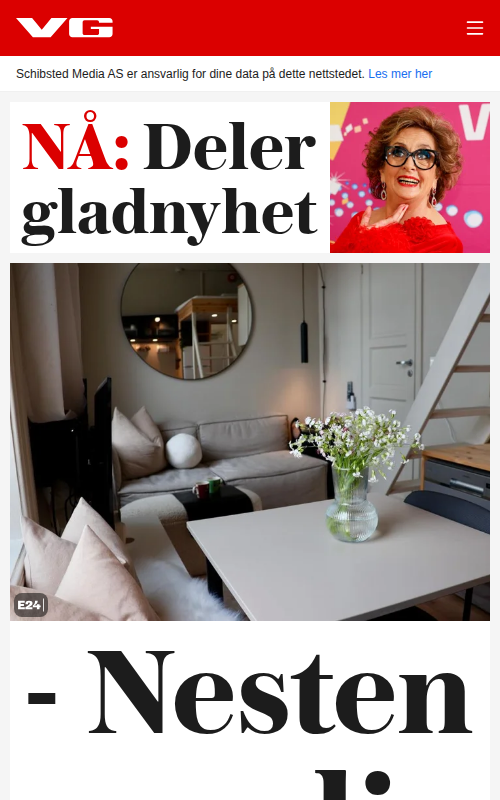 VG
Schibsted Media AS er ansvarlig for dine data på dette nettstedet. Les mer her
NÅ: Deler
gladnyhet
V
E24
- Nesten